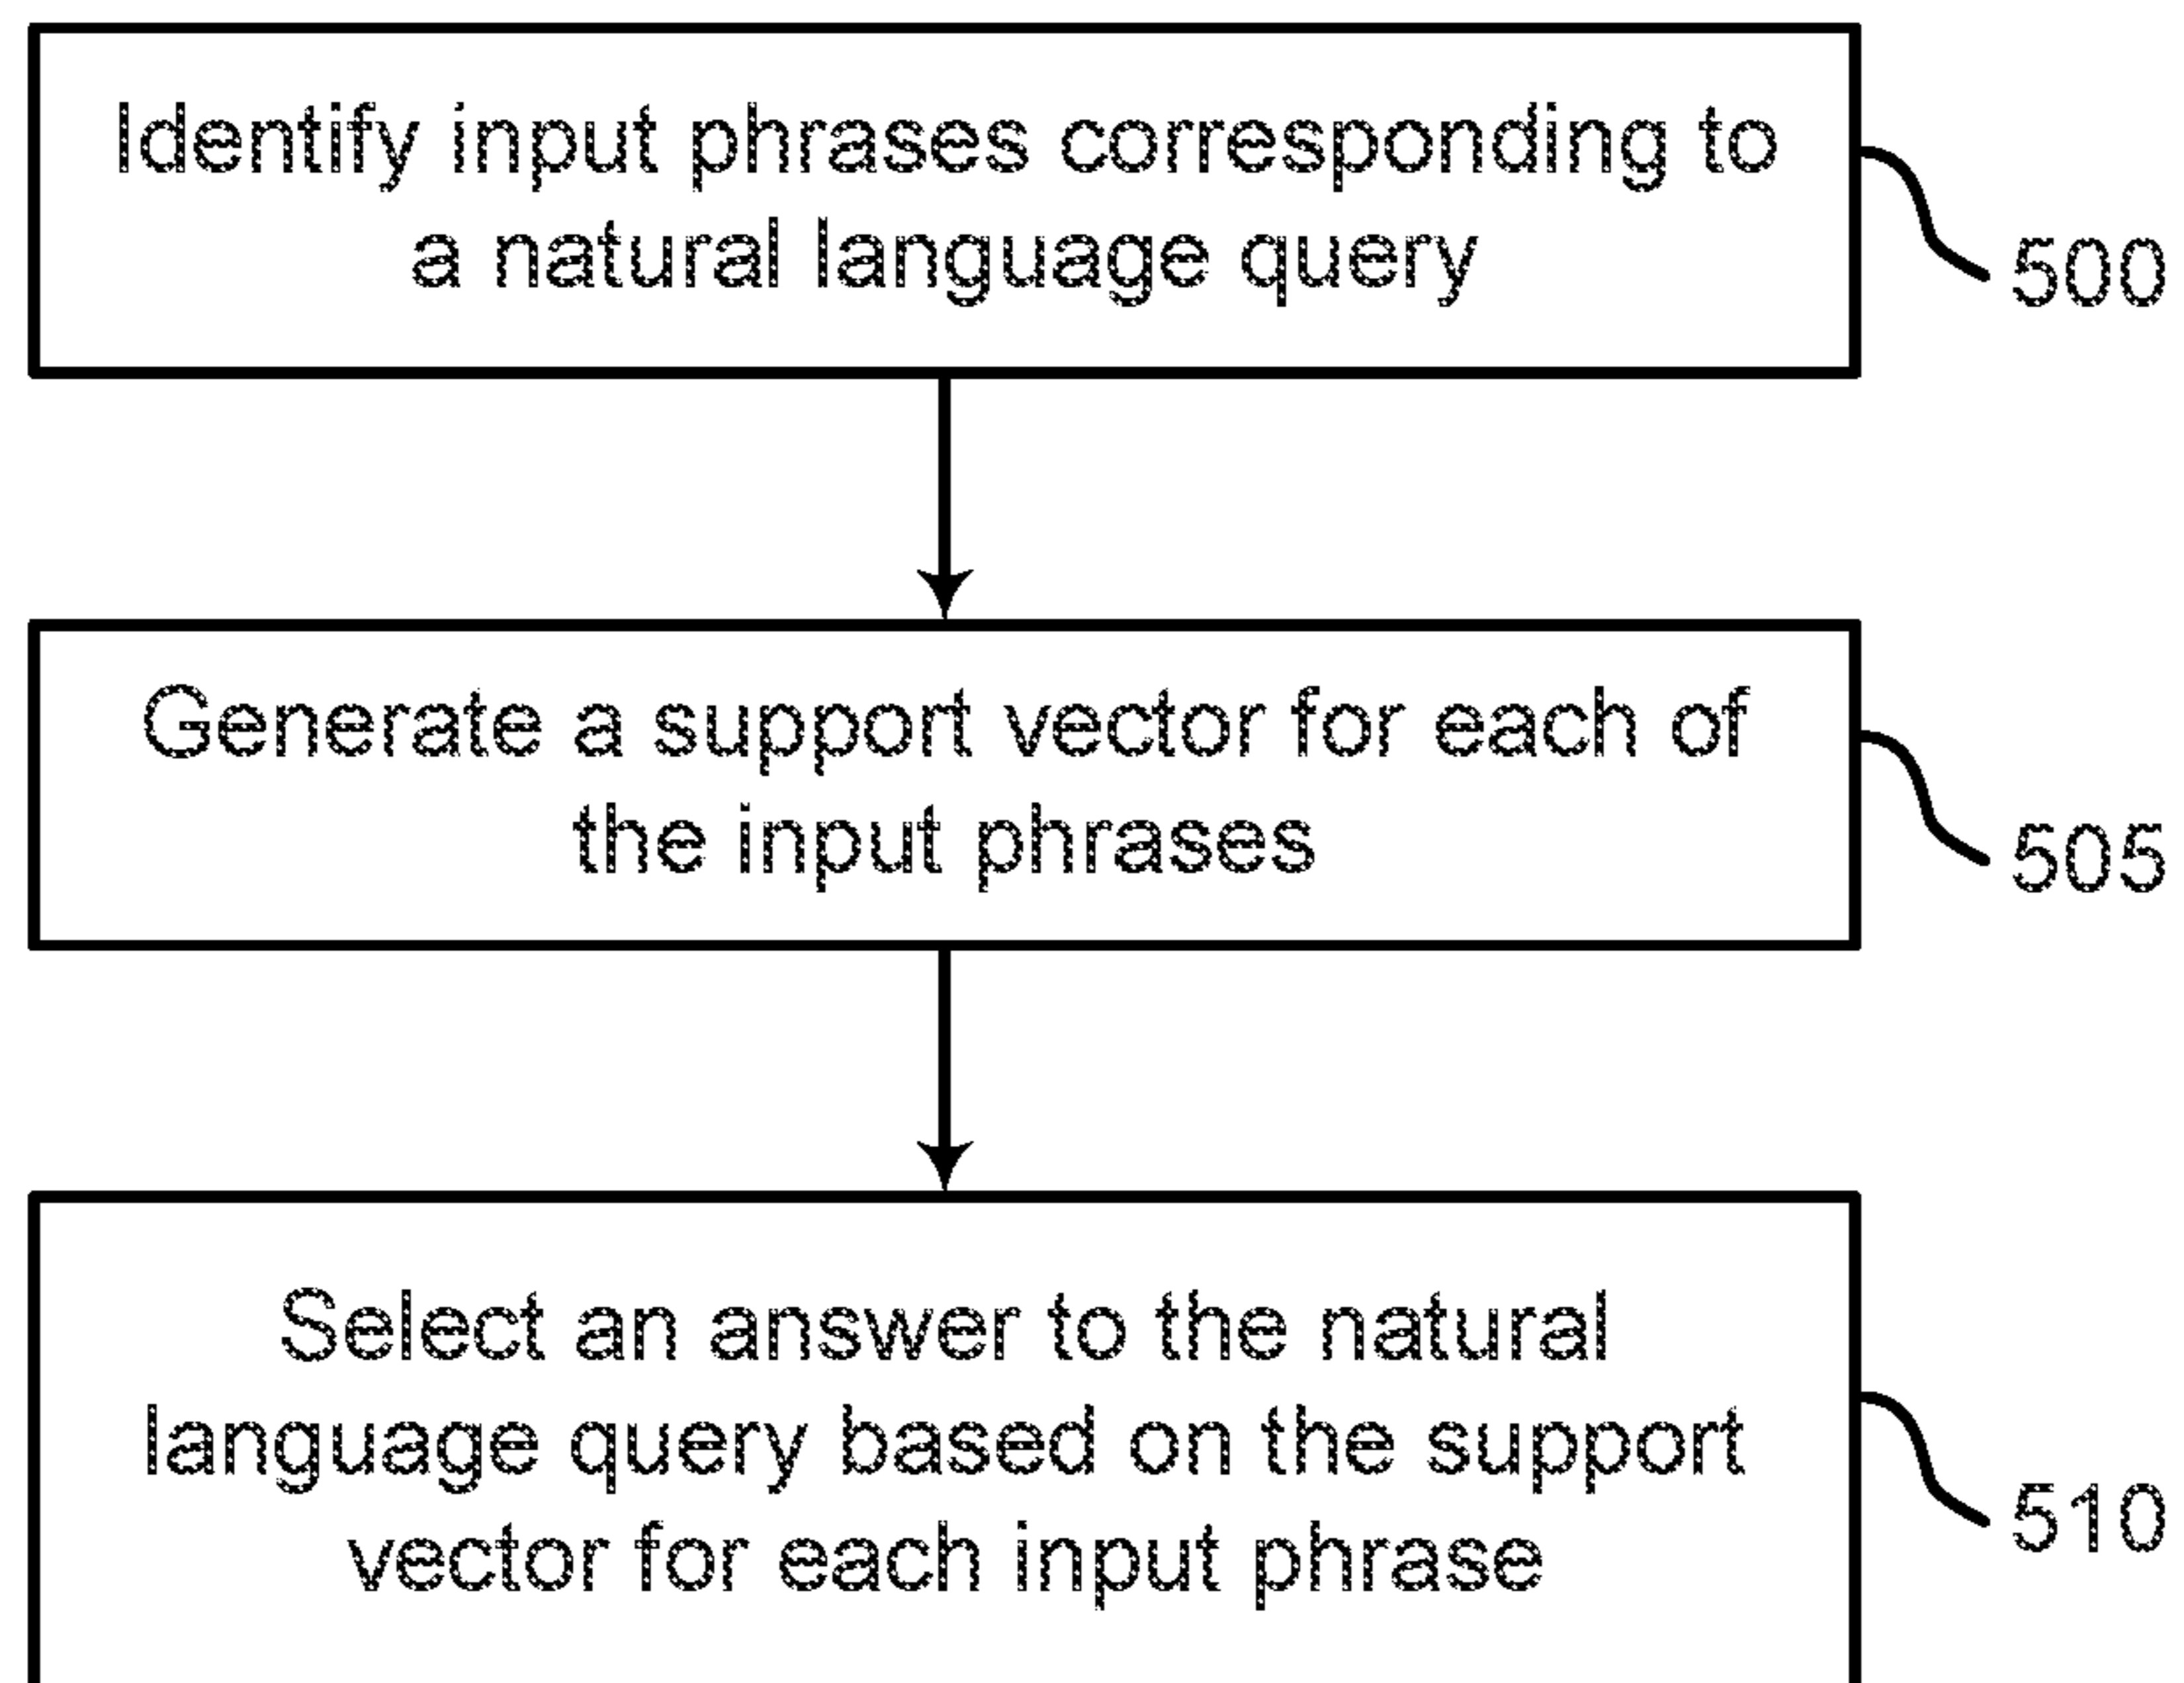 Identify input phrases corresponding to
a natural language query
500
Generate a support vector for each of
the input phrases
505
Select an answer to the natural
language query based on the support
vector for each input phrase
510